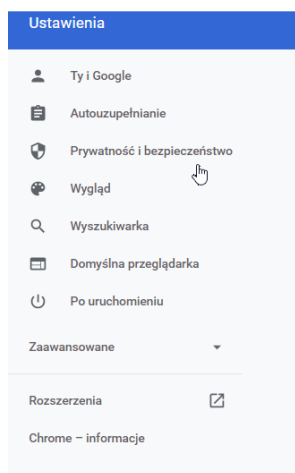 Ustawienia
Ty i Google
Autouzupełnianie
Prywatność i bezpieczeństwo
Wygląd
Wyszukiwarka
Domyślna przeglądarka
Po uruchomieniu
Zaawansowane
Rozszerzenia
Chrome – informacje